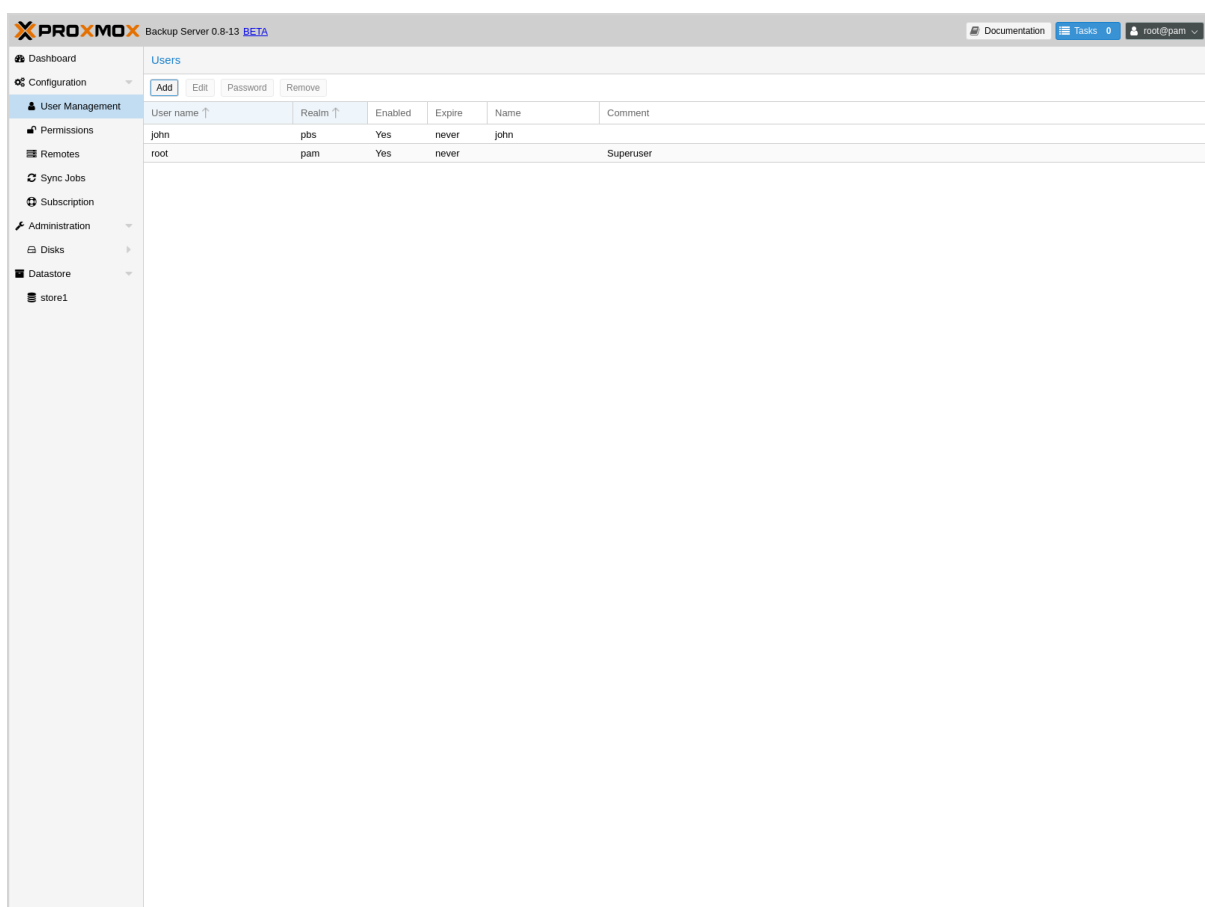 PROXMOX Backup Server 0.8-13 BETA
Documentation Tasks 0 root@pam
Dashboard
Configuration
User Management
Permissions
Remotes
Sync Jobs
Subscription
Administration
Disks
Datastore
store1
Users
Add Edit Password Remove
User name Realm Enabled Expire Name Comment
john pbs Yes never john
root pam Yes never Superuser